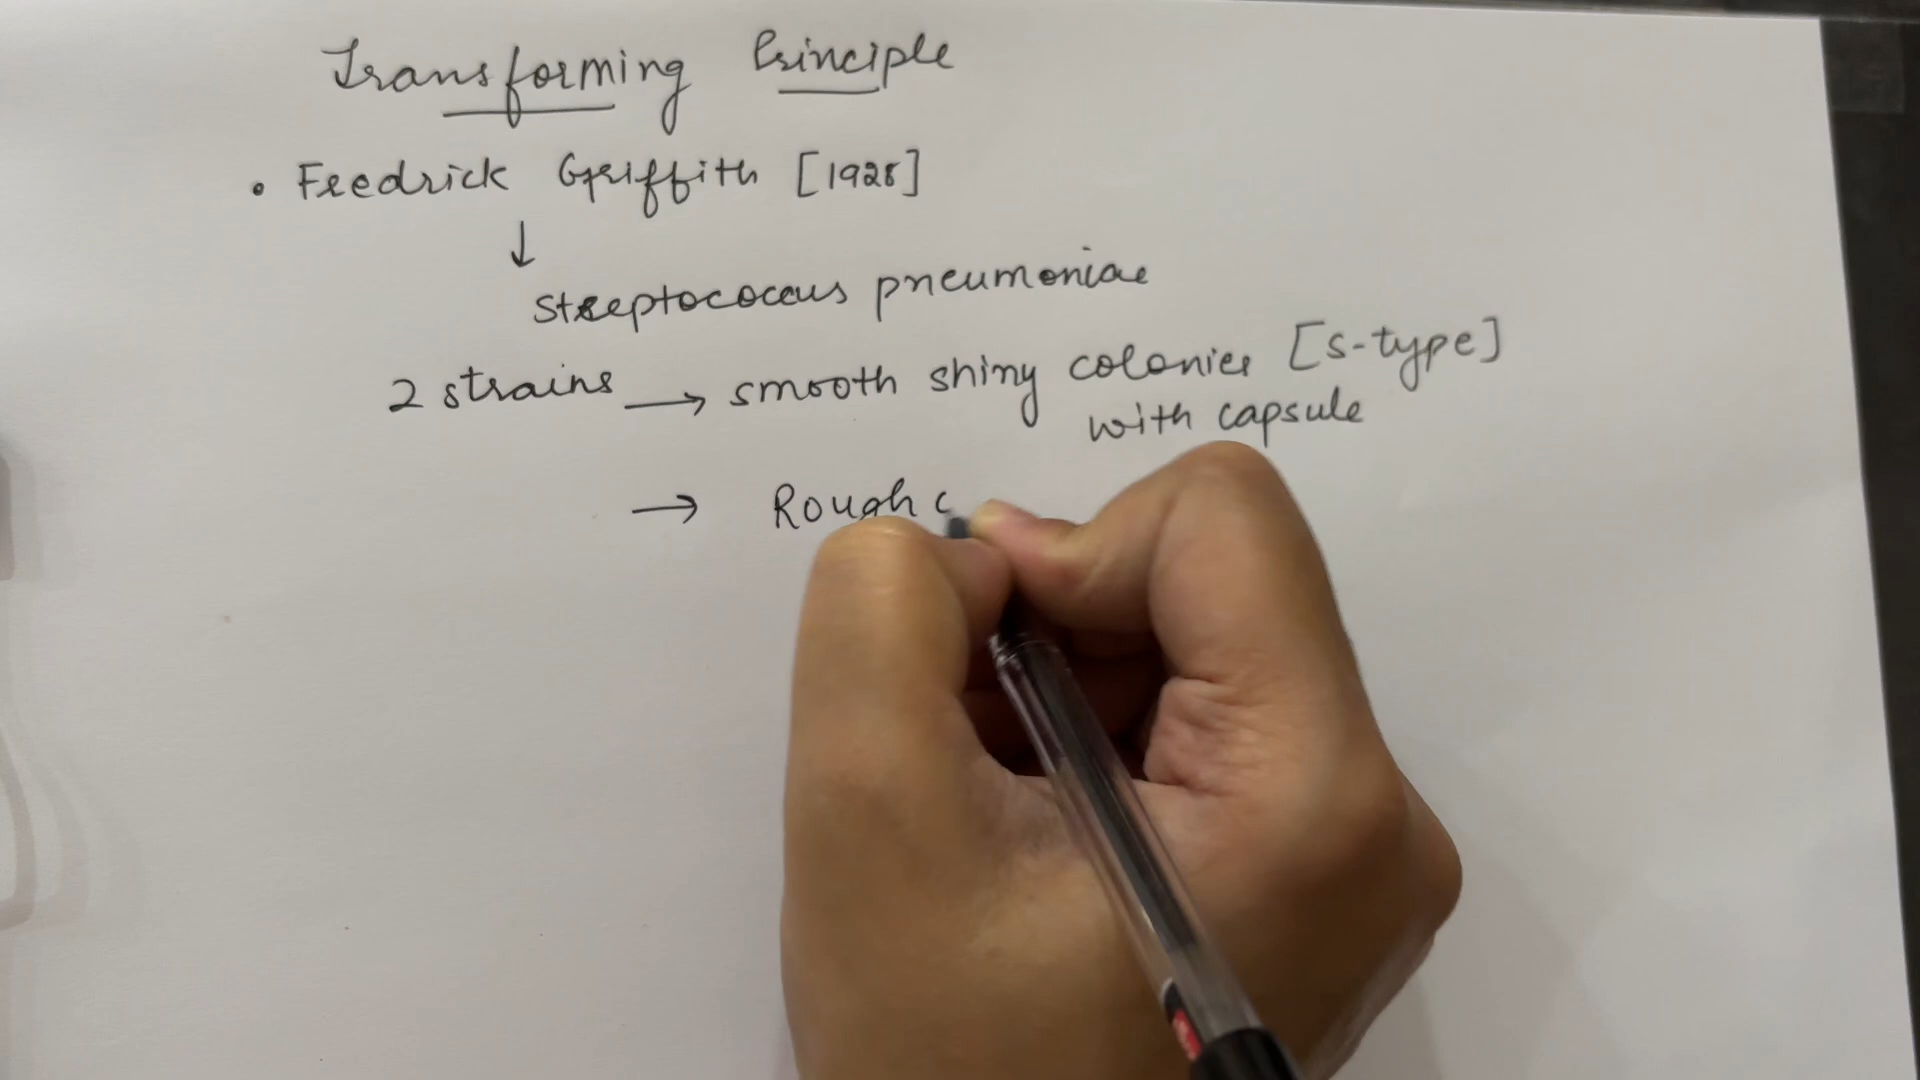 Transforming Principle
• Fredrick Griffith [1928]
↓
Streptococcus pneumoniae
2 strains → smooth shiny colonies [s-type]
with capsule
→ Rough c